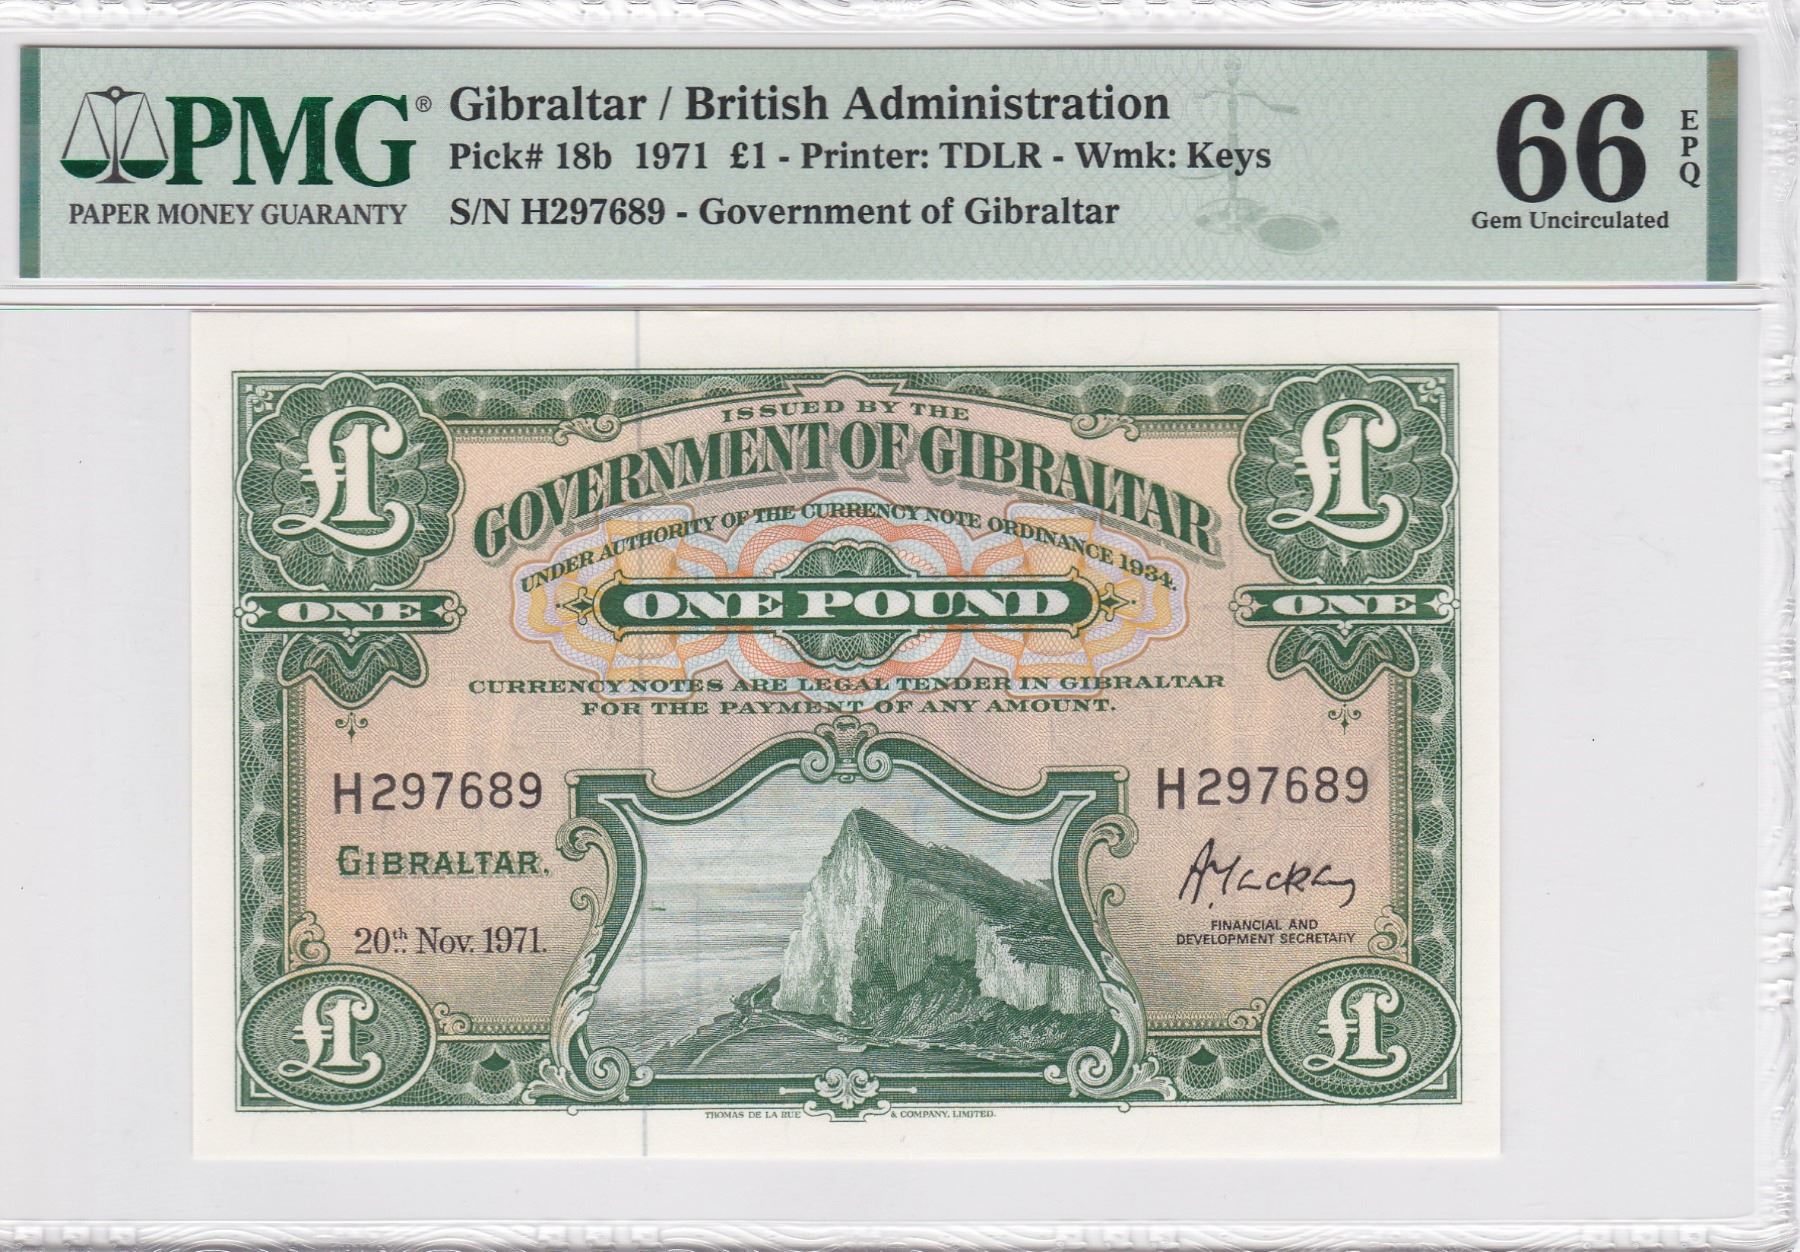 PMG®
PAPER MONEY GUARANTY
Gibraltar / British Administration
Pick# 18b 1971 £1 - Printer: TDLR - Wmk: Keys
S/N H297689 - Government of Gibraltar
66
EPQ
Gem Uncirculated
£1
£1
ISSUED BY THE
GOVERNMENT OF GIBRALTAR
UNDER AUTHORITY OF THE CURRENCY NOTE ORDINANCE 1934.
ONE
ONE POUND
ONE
CURRENCY NOTES ARE LEGAL TENDER IN GIBRALTAR
FOR THE PAYMENT OF ANY AMOUNT.
H297689
H297689
GIBRALTAR,
20th Nov. 1971.
A Mackay
FINANCIAL AND
DEVELOPMENT SECRETARY
£1
£1
THOMAS DE LA RUE & COMPANY, LIMITED.